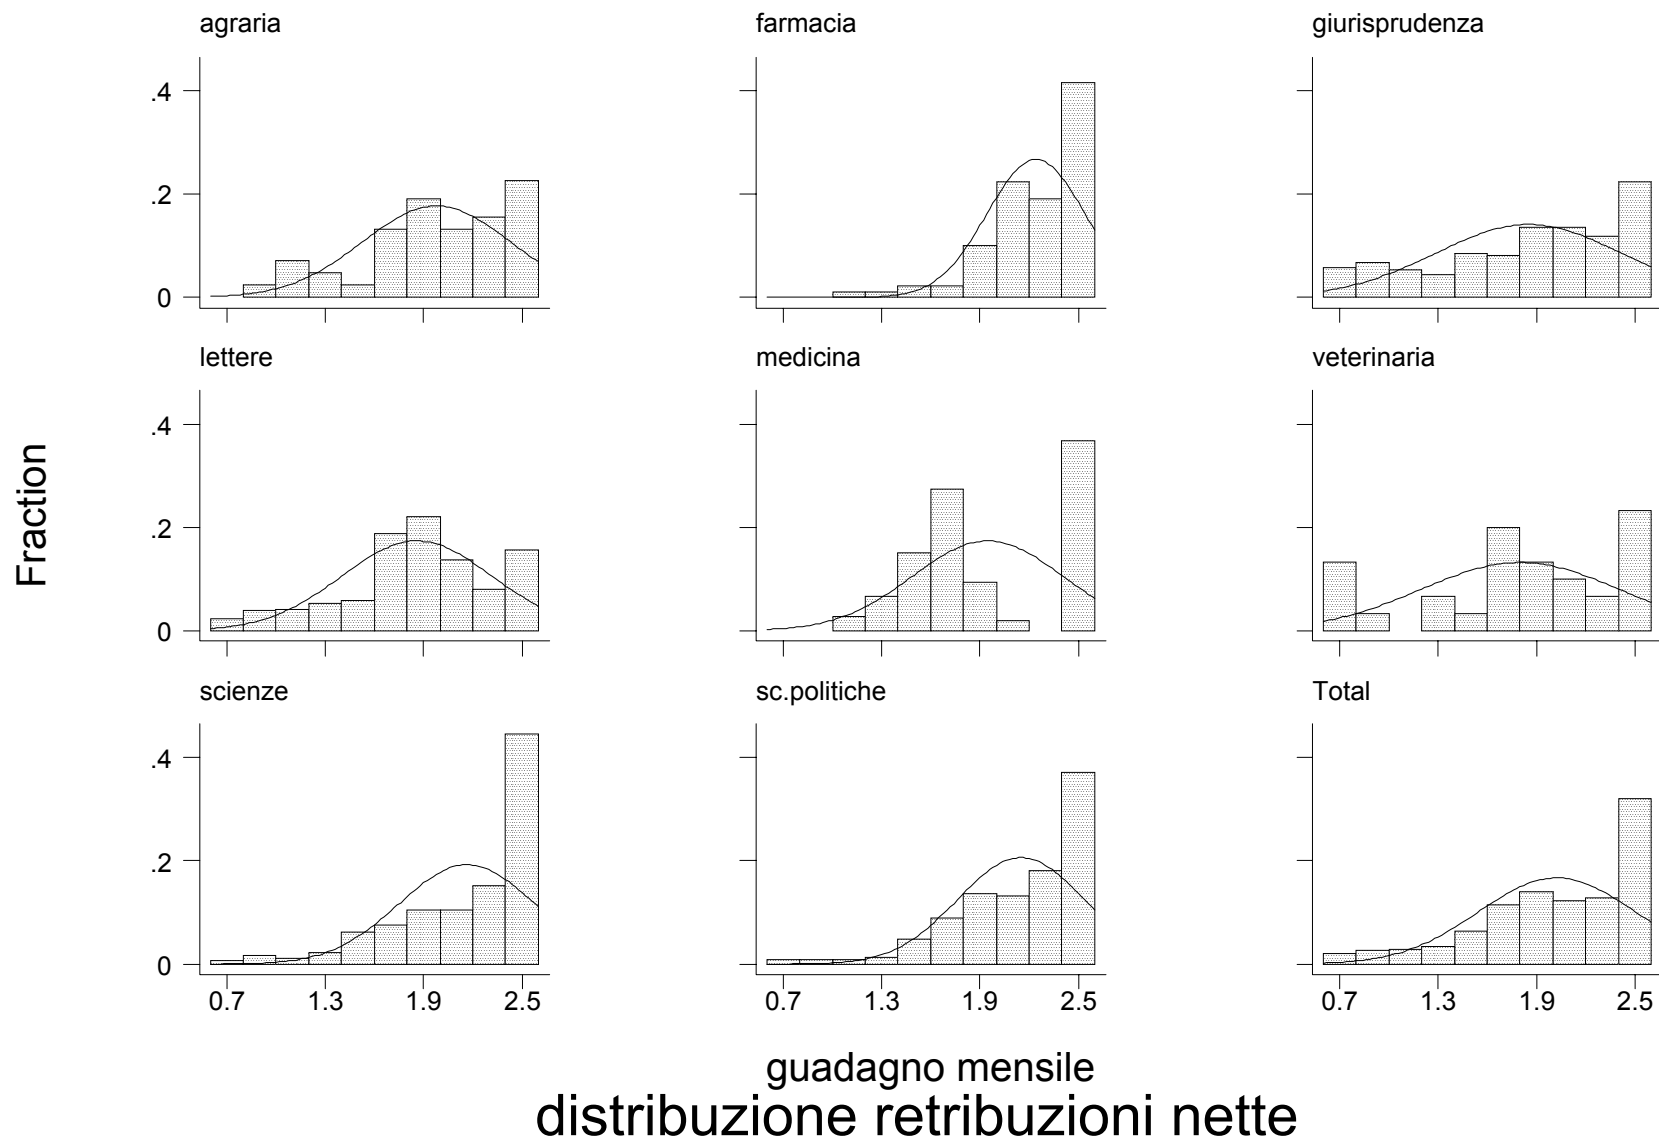 agraria
farmacia
giurisprudenza
.4
.2
0
lettere
medicina
veterinaria
.4
.2
0
Fraction
scienze
sc.politiche
Total
.4
.2
0
0.7 1.3 1.9 2.5
0.7 1.3 1.9 2.5
0.7 1.3 1.9 2.5
guadagno mensile
distribuzione retribuzioni nette